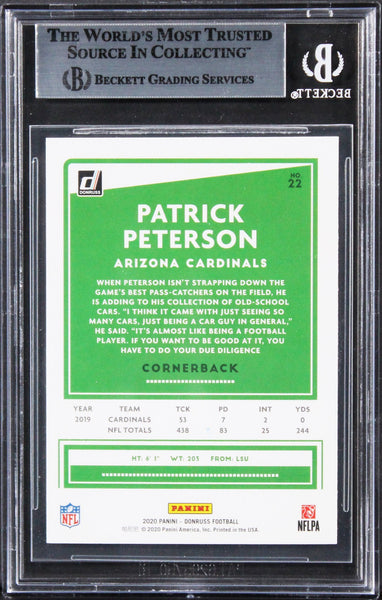 THE WORLD'S MOST TRUSTED
SOURCE IN COLLECTING™
BECKETT GRADING SERVICES
BECKETT
DONRUSS
NO.
22
PATRICK
PETERSON
ARIZONA CARDINALS
WHEN PETERSON ISN'T STRAPPING DOWN THE
GAME'S BEST PASS-CATCHERS ON THE FIELD, HE
IS ADDING TO HIS COLLECTION OF OLD-SCHOOL
CARS. "I THINK IT CAME WITH JUST SEEING SO
MANY CARS, JUST BEING A CAR GUY IN GENERAL,"
HE SAID. "IT'S ALMOST LIKE BEING A FOOTBALL
PLAYER. IF YOU WANT TO BE GOOD AT IT, YOU
HAVE TO DO YOUR DUE DILIGENCE
CORNERBACK
YEAR TEAM TCK PD INT YDS
2019 CARDINALS 53 7 2 0
NFL TOTALS 438 83 25 244
HT: 6' 1" WT: 205 FROM: LSU
NFL
PANINI
NFLPA
2020 PANINI - DONRUSS FOOTBALL
© 2020 Panini America, Inc. Printed in the USA.